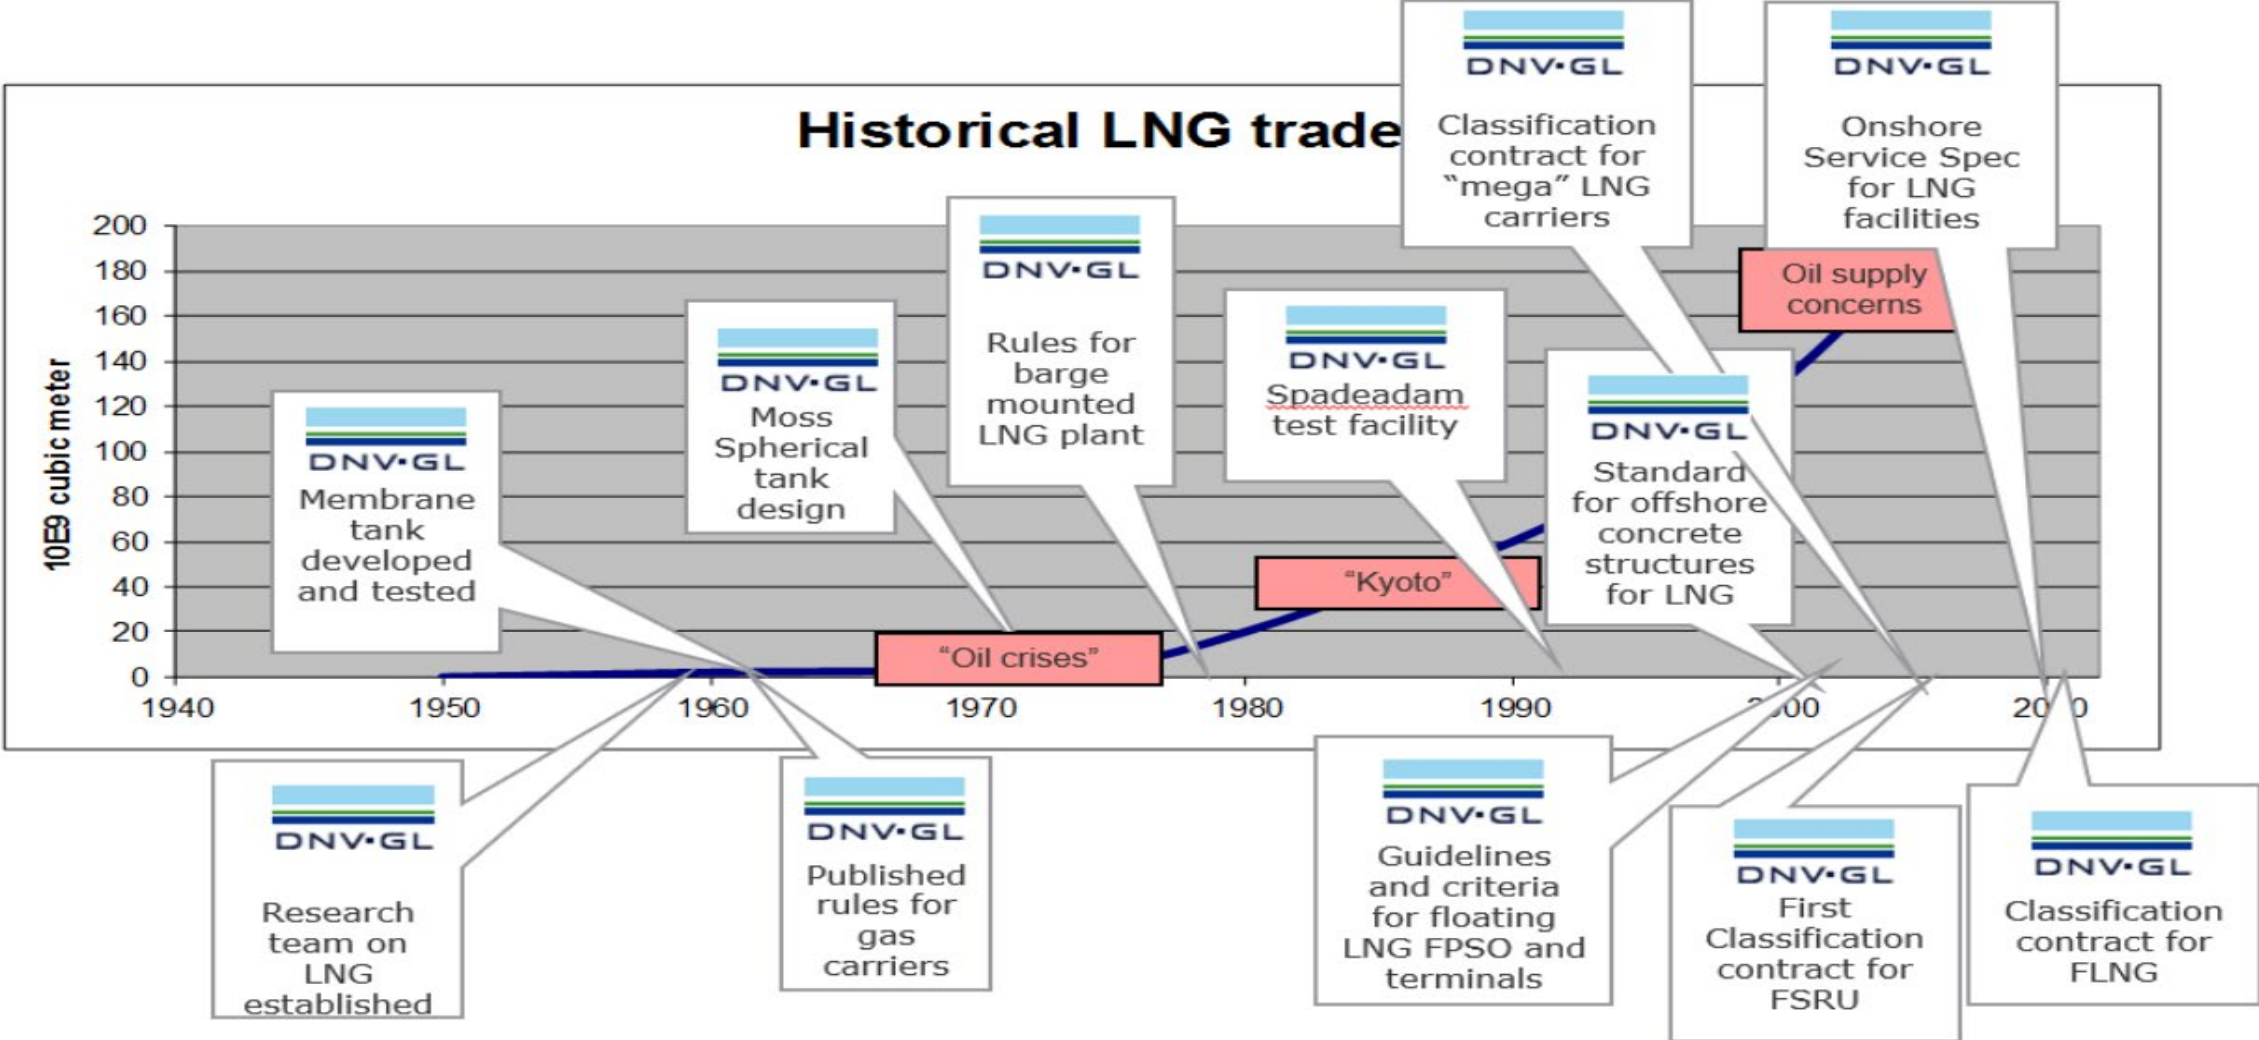 DNV·GL
Classification
contract for
“mega” LNG
carriers
DNV·GL
Onshore
Service Spec
for LNG
facilities
Historical LNG trade
10E9 cubic meter
200
180
160
140
120
100
80
60
40
20
0
1940
1950
1960
1970
1980
1990
2000
DNV·GL
Membrane
tank
developed
and tested
DNV·GL
Moss
Spherical
tank
design
DNV·GL
Rules for
barge
mounted
LNG plant
DNV·GL
Spadeadam
test facility
DNV·GL
Standard
for offshore
concrete
structures
for LNG
Oil supply
concerns
“Kyoto”
“Oil crises”
DNV·GL
Research
team on
LNG
established
DNV·GL
Published
rules for
gas
carriers
DNV·GL
Guidelines
and criteria
for floating
LNG FPSO and
terminals
DNV·GL
First
Classification
contract for
FSRU
DNV·GL
Classification
contract for
FLNG